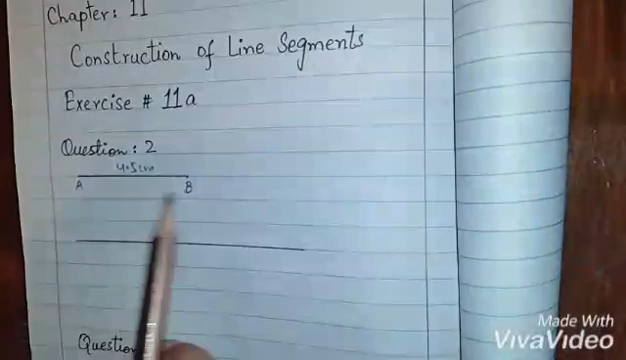 Chapter: 11
Construction of Line Segments
Exercise # 11a
Question: 2
4.5cm
A B
Question
Made With
VivaVideo